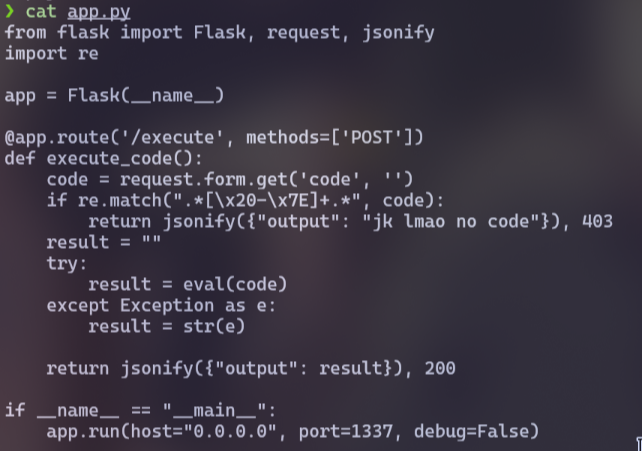 ❯ cat app.py
from flask import Flask, request, jsonify
import re

app = Flask(__name__)

@app.route('/execute', methods=['POST'])
def execute_code():
    code = request.form.get('code', '')
    if re.match(".*[\x20-\x7E]+.*", code):
        return jsonify({"output": "jk lmao no code"}), 403
    result = ""
    try:
        result = eval(code)
    except Exception as e:
        result = str(e)

    return jsonify({"output": result}), 200

if __name__ == "__main__":
    app.run(host="0.0.0.0", port=1337, debug=False)